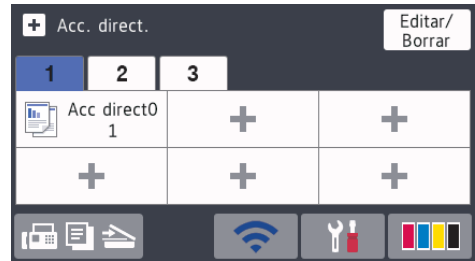 Acc. direct.
Editar/
Borrar
1
2
3
Acc direct0
1